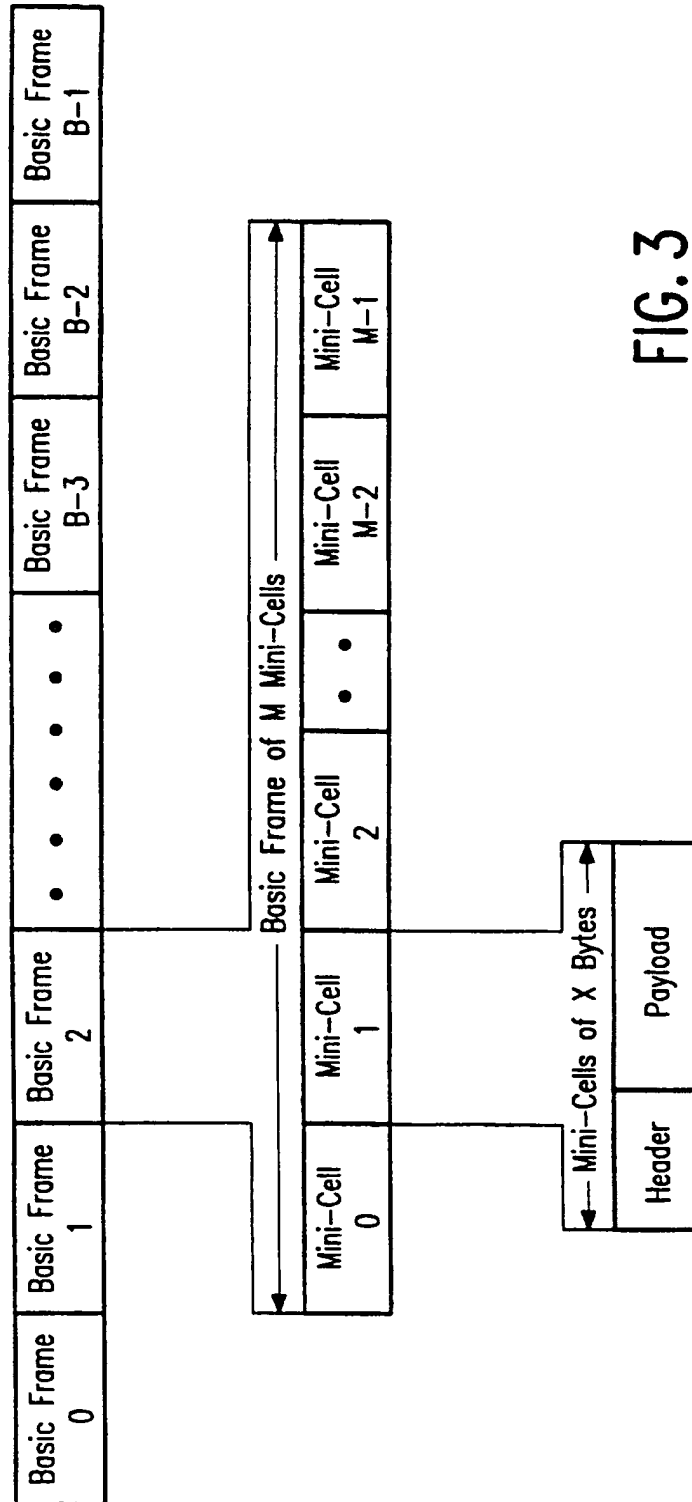 Basic Frame
0
Basic Frame
1
Basic Frame
2
Basic Frame
B-3
Basic Frame
B-2
Basic Frame
B-1
Basic Frame of M Mini-Cells
Mini-Cell
0
Mini-Cell
1
Mini-Cell
2
Mini-Cell
M-2
Mini-Cell
M-1
Mini-Cells of X Bytes
Header
Payload
FIG. 3